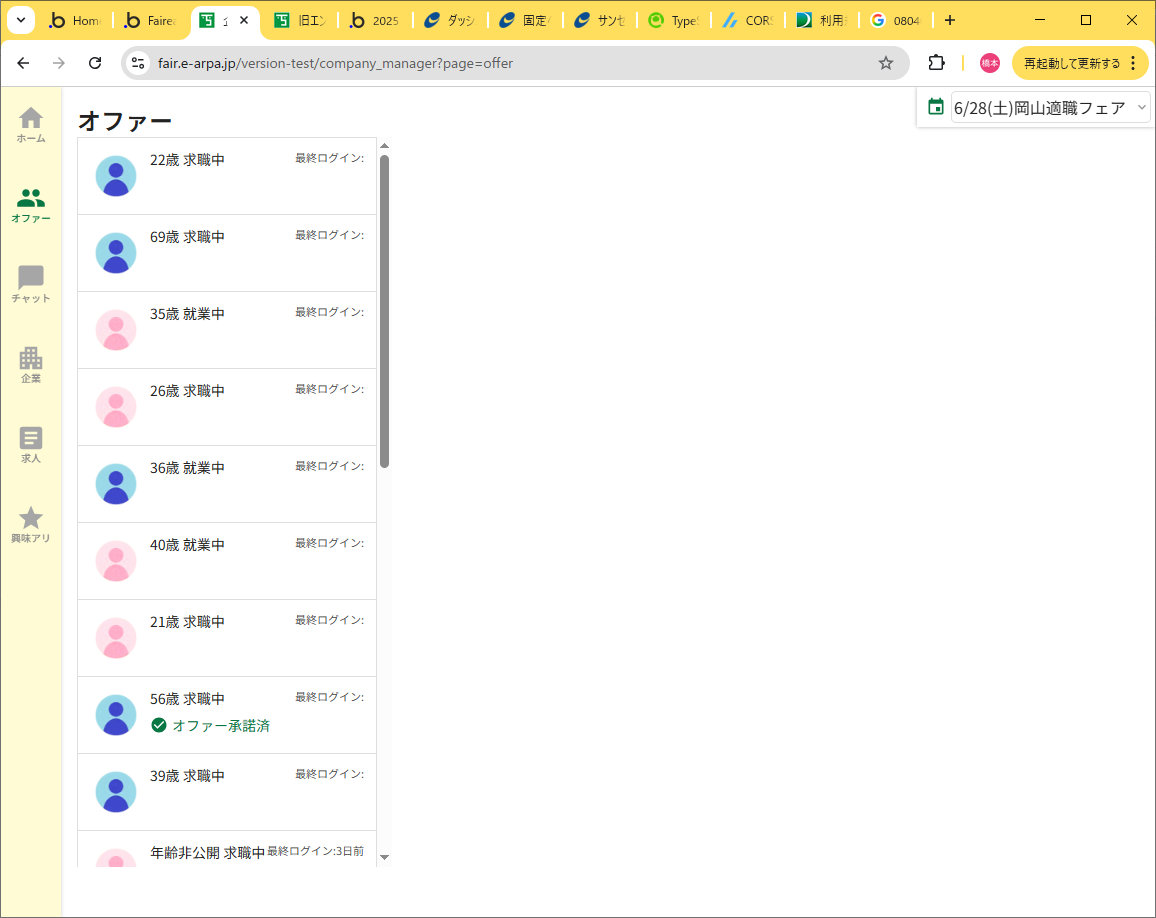 Home
Faire
旧エン
2025
ダッシ
固定
サンセ
Type
CORS
利用
0804
fair.e-arpa.jp/version-test/company_manager?page=offer
橋本
再起動して更新する
6/28(土)岡山適職フェア
ホーム
オファー
チャット
企業
求人
興味アリ
オファー
22歳 求職中 最終ログイン:
69歳 求職中 最終ログイン:
35歳 就業中 最終ログイン:
26歳 求職中 最終ログイン:
36歳 就業中 最終ログイン:
40歳 就業中 最終ログイン:
21歳 求職中 最終ログイン:
56歳 求職中 最終ログイン:
オファー承諾済
39歳 求職中 最終ログイン:
年齢非公開 求職中 最終ログイン:3日前